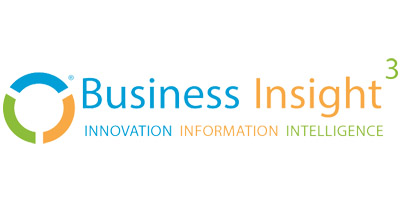 ® Business Insight³
INNOVATION INFORMATION INTELLIGENCE